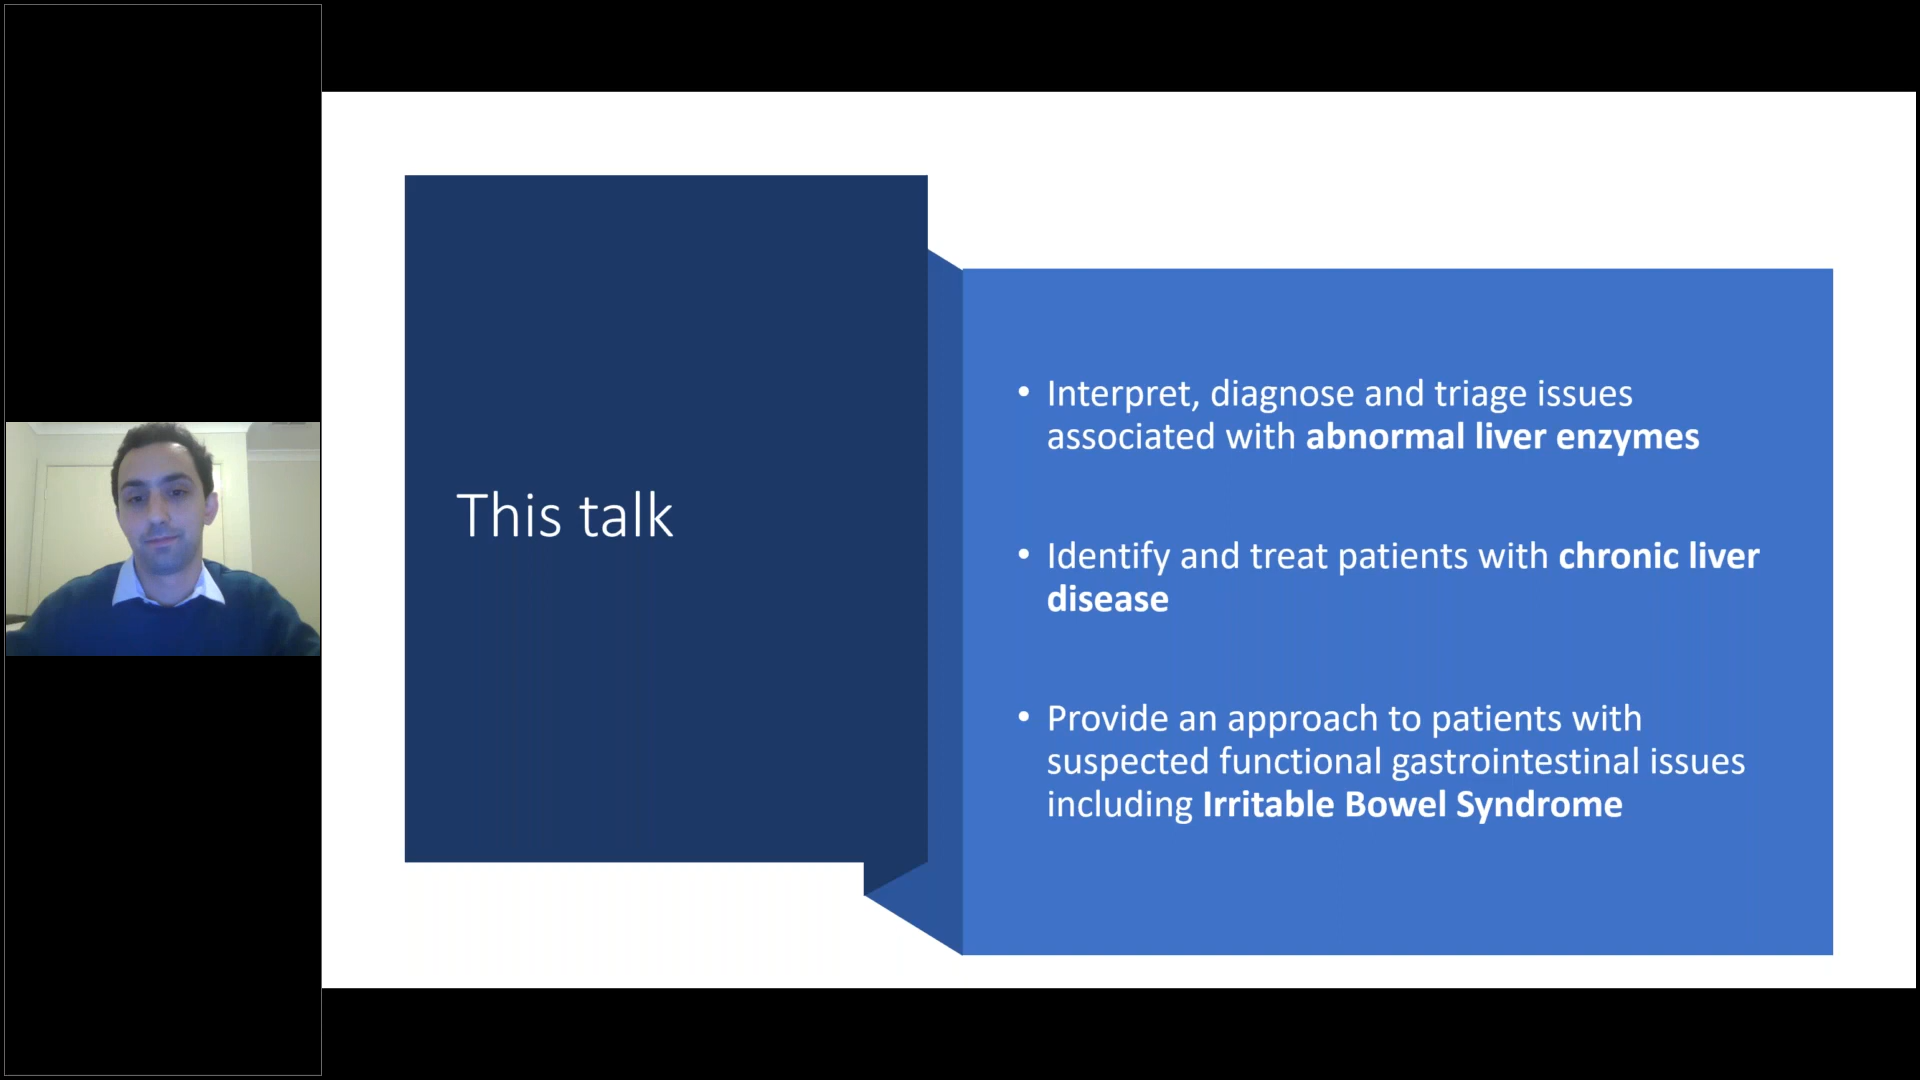 This talk
• Interpret, diagnose and triage issues
associated with abnormal liver enzymes
• Identify and treat patients with chronic liver
disease
• Provide an approach to patients with
suspected functional gastrointestinal issues
including Irritable Bowel Syndrome